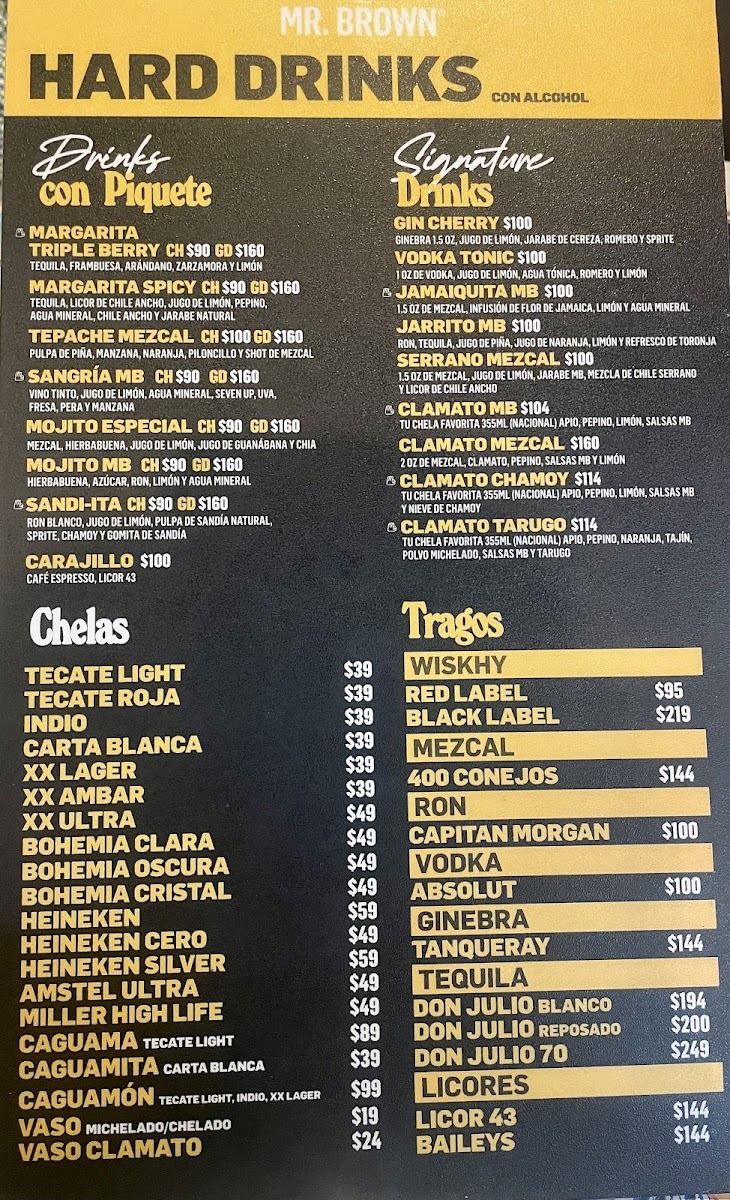 MR. BROWN®
HARD DRINKS CON ALCOHOL
Drinks
con Piquete
MARGARITA
TRIPLE BERRY CH $90 GD $160
TEQUILA, FRAMBUESA, ARÁNDANO, ZARZAMORA Y LIMÓN
MARGARITA SPICY CH $90 GD $160
TEQUILA, LICOR DE CHILE ANCHO, JUGO DE LIMÓN, PEPINO,
AGUA MINERAL, CHILE ANCHO Y JARABE NATURAL
TEPACHE MEZCAL CH $100 GD $160
PULPA DE PIÑA, MANZANA, NARANJA, PILONCILLO Y SHOT DE MEZCAL
SANGRÍA MB CH $90 GD $160
VINO TINTO, JUGO DE LIMÓN, AGUA MINERAL, SEVEN UP, UVA,
FRESA, PERA Y MANZANA
MOJITO ESPECIAL CH $90 GD $160
MEZCAL, HIERBABUENA, JUGO DE LIMÓN, JUGO DE GUANÁBANA Y CHIA
MOJITO MB CH $90 GD $160
HIERBABUENA, AZÚCAR, RON, LIMÓN Y AGUA MINERAL
SANDI-ITA CH $90 GD $160
RON BLANCO, JUGO DE LIMÓN, PULPA DE SANDÍA NATURAL,
SPRITE, CHAMOY Y GOMITA DE SANDÍA
CARAJILLO $100
CAFÉ ESPRESSO, LICOR 43
Signature
Drinks
GIN CHERRY $100
GINEBRA 1.5 OZ, JUGO DE LIMÓN, JARABE DE CEREZA, ROMERO Y SPRITE
VODKA TONIC $100
1 OZ DE VODKA, JUGO DE LIMÓN, AGUA TÓNICA, ROMERO Y LIMÓN
JAMAIQUITA MB $100
1.5 OZ DE MEZCAL, INFUSIÓN DE FLOR DE JAMAICA, LIMÓN Y AGUA MINERAL
JARRITO MB $100
RON, TEQUILA, JUGO DE PIÑA, JUGO DE NARANJA, LIMÓN Y REFRESCO DE TORONJA
SERRANO MEZCAL $100
1.5 OZ DE MEZCAL, JUGO DE LIMÓN, JARABE MB, MEZCLA DE CHILE SERRANO
Y LICOR DE CHILE ANCHO
CLAMATO MB $104
TU CHELA FAVORITA 355ML (NACIONAL) APIO, PEPINO, LIMÓN, SALSAS MB
CLAMATO MEZCAL $160
2 OZ DE MEZCAL, CLAMATO, PEPINO, SALSAS MB Y LIMÓN
CLAMATO CHAMOY $114
TU CHELA FAVORITA 355ML (NACIONAL) APIO, PEPINO, LIMÓN, SALSAS MB
Y NIEVE DE CHAMOY
CLAMATO TARUGO $114
TU CHELA FAVORITA 355ML (NACIONAL) APIO, PEPINO, NARANJA, TAJÍN,
POLVO MICHELADO, SALSAS MB Y TARUGO
Chelas
TECATE LIGHT $39
TECATE ROJA $39
INDIO $39
CARTA BLANCA $39
XX LAGER $39
XX AMBAR $39
XX ULTRA $49
BOHEMIA CLARA $49
BOHEMIA OSCURA $49
BOHEMIA CRISTAL $49
HEINEKEN $59
HEINEKEN CERO $49
HEINEKEN SILVER $59
AMSTEL ULTRA $49
MILLER HIGH LIFE $49
CAGUAMA TECATE LIGHT $89
CAGUAMITA CARTA BLANCA $39
CAGUAMÓN TECATE LIGHT, INDIO, XX LAGER $99
VASO MICHELADO/CHELADO $19
VASO CLAMATO $24
Tragos
WISKHY
RED LABEL $95
BLACK LABEL $219
MEZCAL
400 CONEJOS $144
RON
CAPITAN MORGAN $100
VODKA
ABSOLUT $100
GINEBRA
TANQUERAY $144
TEQUILA
DON JULIO BLANCO $194
DON JULIO REPOSADO $200
DON JULIO 70 $249
LICORES
LICOR 43 $144
BAILEYS $144